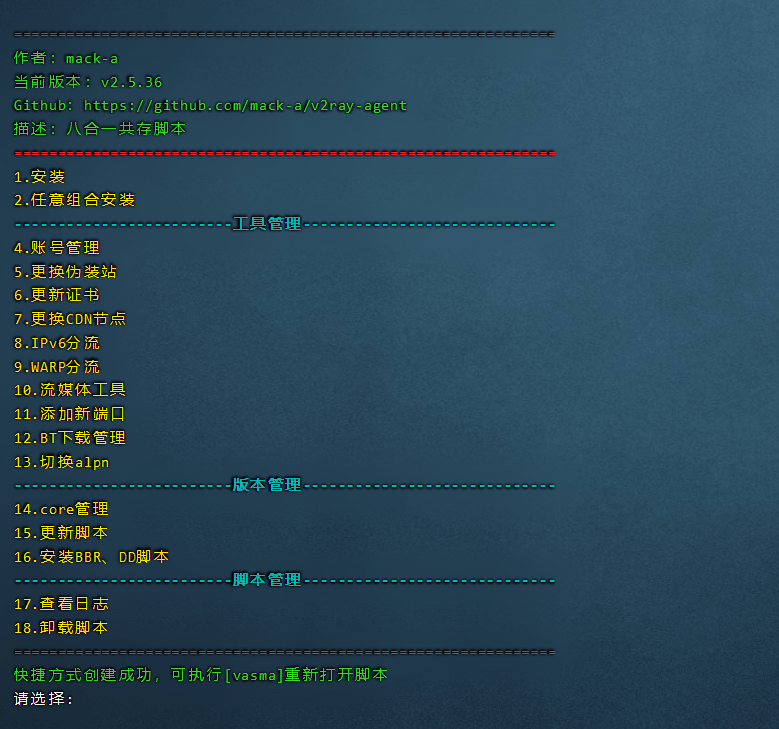 ==============================================================
作者: mack-a
当前版本: v2.5.36
Github: https://github.com/mack-a/v2ray-agent
描述: 八合一共存脚本
==============================================================
1.安装
2.任意组合安装
-------------------------工具管理-----------------------------
4.账号管理
5.更换伪装站
6.更新证书
7.更换CDN节点
8.IPv6分流
9.WARP分流
10.流媒体工具
11.添加新端口
12.BT下载管理
13.切换alpn
-------------------------版本管理-----------------------------
14.core管理
15.更新脚本
16.安装BBR、DD脚本
-------------------------脚本管理-----------------------------
17.查看日志
18.卸载脚本
==============================================================
快捷方式创建成功, 可执行[vasma]重新打开脚本
请选择: